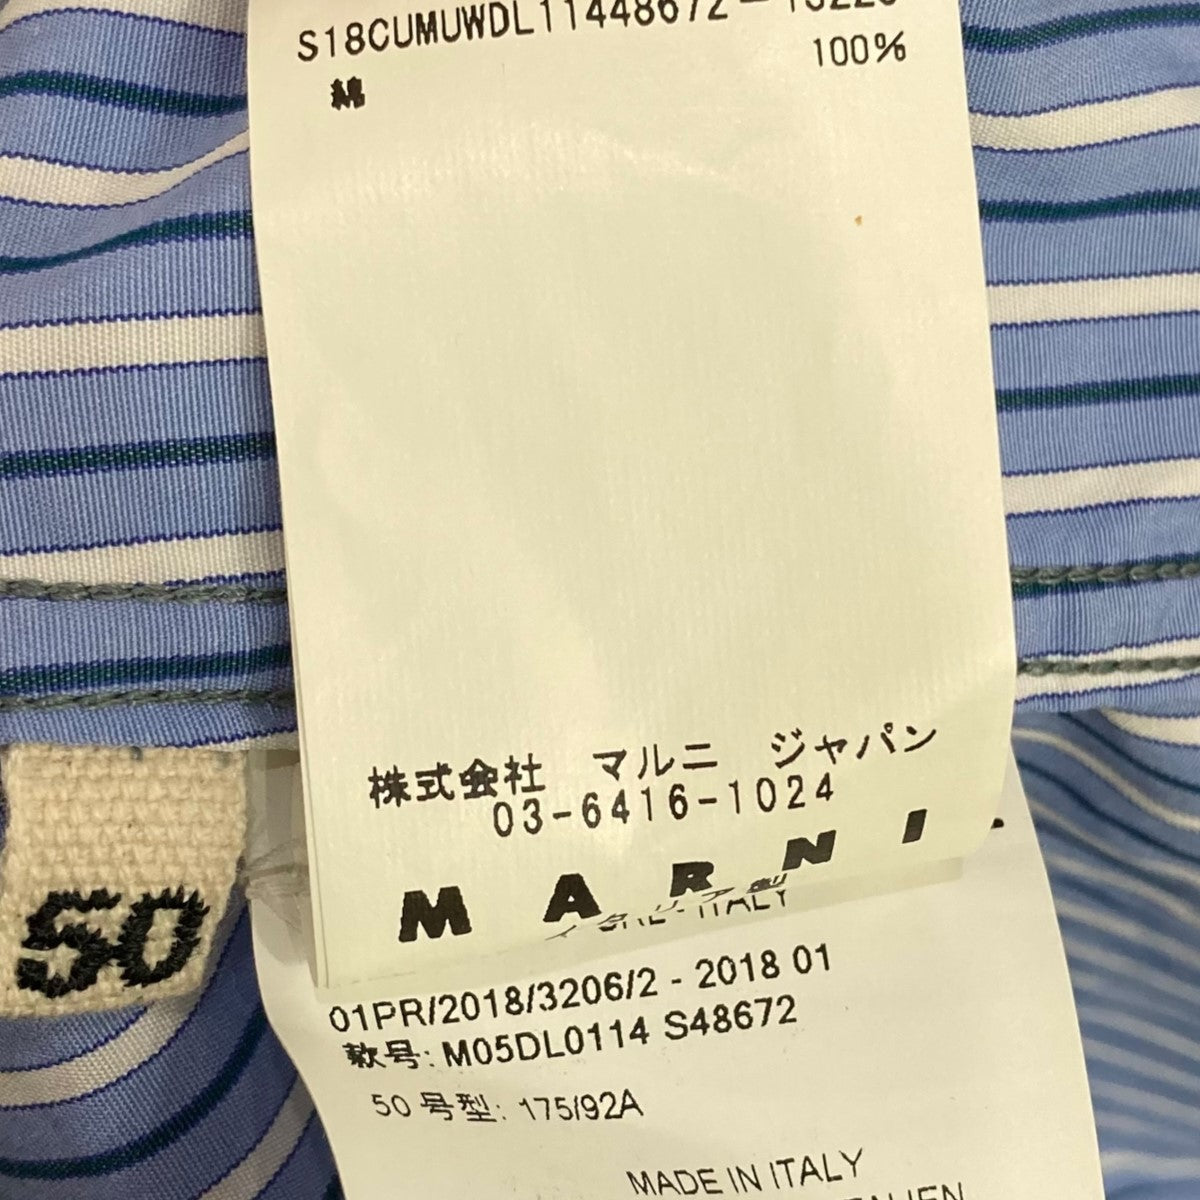 S18CUMUWDL11448672
100%
綿
株式会社 マルニ ジャパン
03-6416-1024
MARNI
ITALY
01PR/2018/3206/2 - 2018 01
款号: M05DL0114 S48672
50 号型: 175/92A
50
MADE IN ITALY